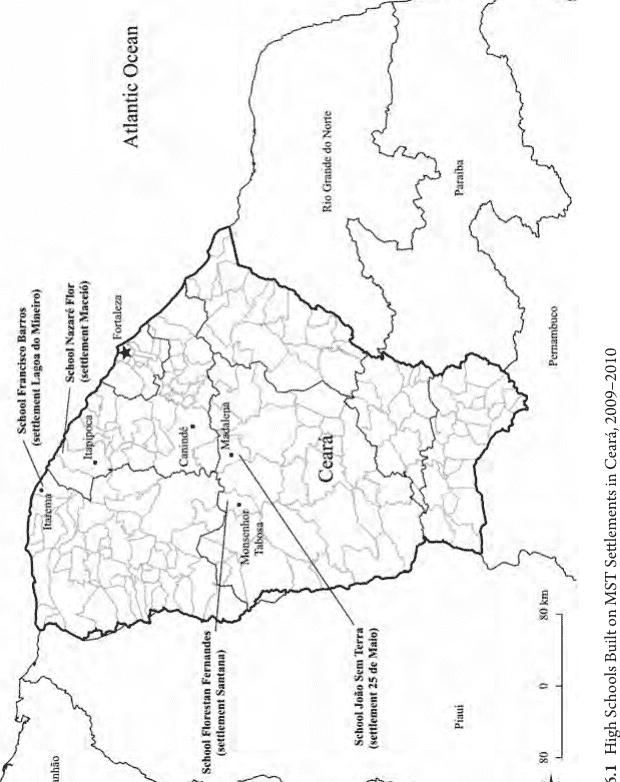 Atlantic Ocean
School Francisco Barros
(settlement Lagoa do Mineiro)
School Nazaré Flor
(settlement Maceió)
Fortaleza
Itarema
Itapipoca
Canindé
Madalena
Monsenhor
Tabosa
Ceará
Rio Grande do Norte
Paraíba
Pernambuco
School Florestan Fernandes
(settlement Santana)
School João Sem Terra
(settlement 25 de Maio)
Piauí
nhão
80 0 80 km
6.1 High Schools Built on MST Settlements in Ceará, 2009–2010